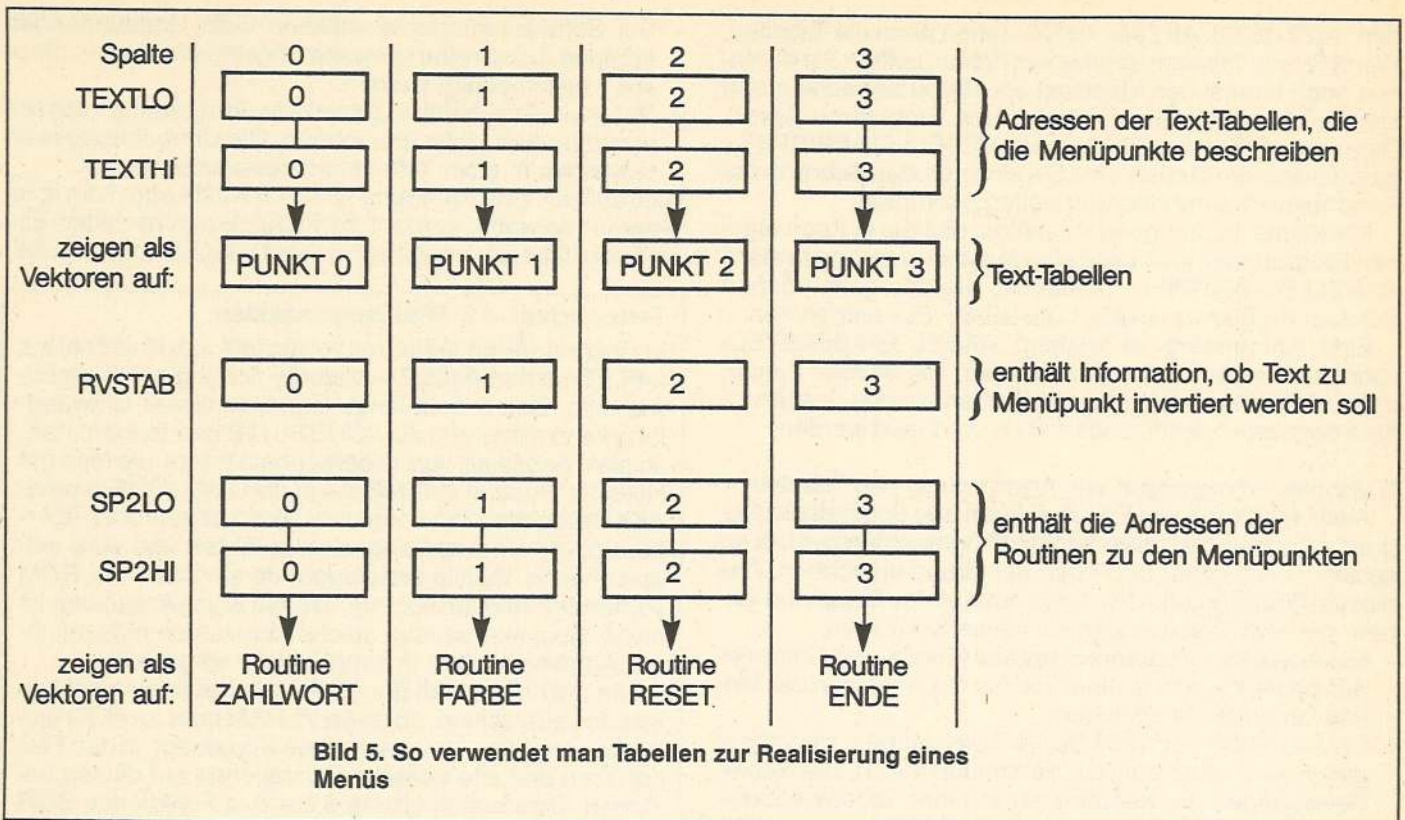 Spalte 0 1 2 3
TEXTLO 0 1 2 3
TEXTHI 0 1 2 3
Adressen der Text-Tabellen, die
die Menüpunkte beschreiben
zeigen als
Vektoren auf: PUNKT 0 PUNKT 1 PUNKT 2 PUNKT 3
Text-Tabellen
RVSTAB 0 1 2 3
enthält Information, ob Text zu
Menüpunkt invertiert werden soll
SP2LO 0 1 2 3
SP2HI 0 1 2 3
enthält die Adressen der
Routinen zu den Menüpunkten
zeigen als
Vektoren auf:
Routine
ZAHLWORT
Routine
FARBE
Routine
RESET
Routine
ENDE
Bild 5. So verwendet man Tabellen zur Realisierung eines
Menüs